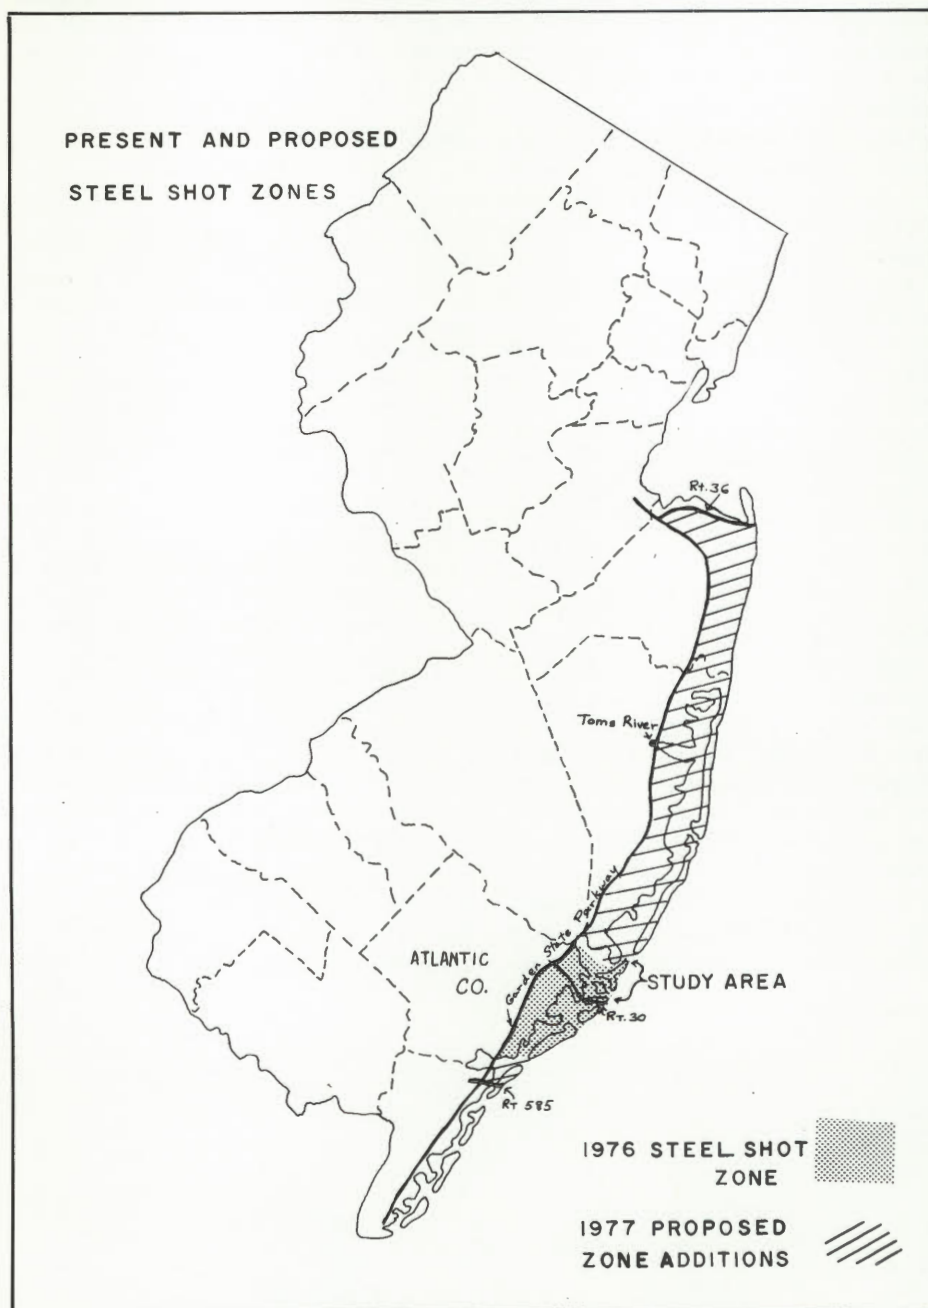 PRESENT AND PROPOSED
STEEL SHOT ZONES
Rt. 36
Toms River
Garden State Parkway
ATLANTIC
CO.
STUDY AREA
RT. 30
RT 585
1976 STEEL SHOT
ZONE
1977 PROPOSED
ZONE ADDITIONS